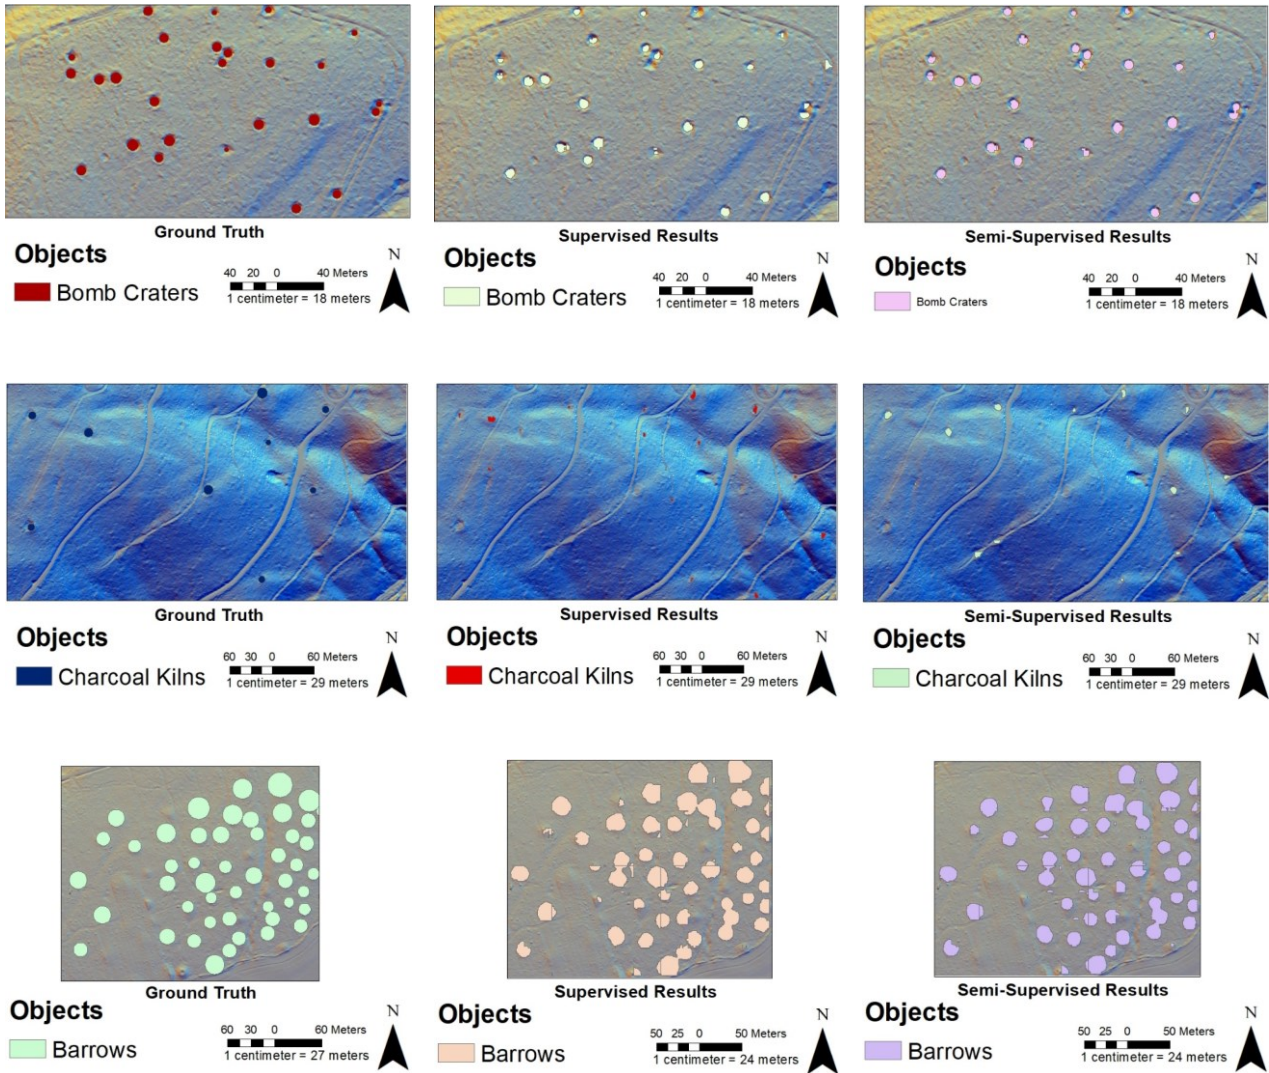 Ground Truth
Objects
Bomb Craters
40 20 0 40 Meters
1 centimeter = 18 meters
N
Supervised Results
Objects
Bomb Craters
40 20 0 40 Meters
1 centimeter = 18 meters
N
Semi-Supervised Results
Objects
Bomb Craters
40 20 0 40 Meters
1 centimeter = 18 meters
N
Ground Truth
Objects
Charcoal Kilns
60 30 0 60 Meters
1 centimeter = 29 meters
N
Supervised Results
Objects
Charcoal Kilns
60 30 0 60 Meters
1 centimeter = 29 meters
N
Semi-Supervised Results
Objects
Charcoal Kilns
60 30 0 60 Meters
1 centimeter = 29 meters
N
Ground Truth
Objects
Barrows
60 30 0 60 Meters
1 centimeter = 27 meters
N
Supervised Results
Objects
Barrows
50 25 0 50 Meters
1 centimeter = 24 meters
N
Semi-Supervised Results
Objects
Barrows
50 25 0 50 Meters
1 centimeter = 24 meters
N